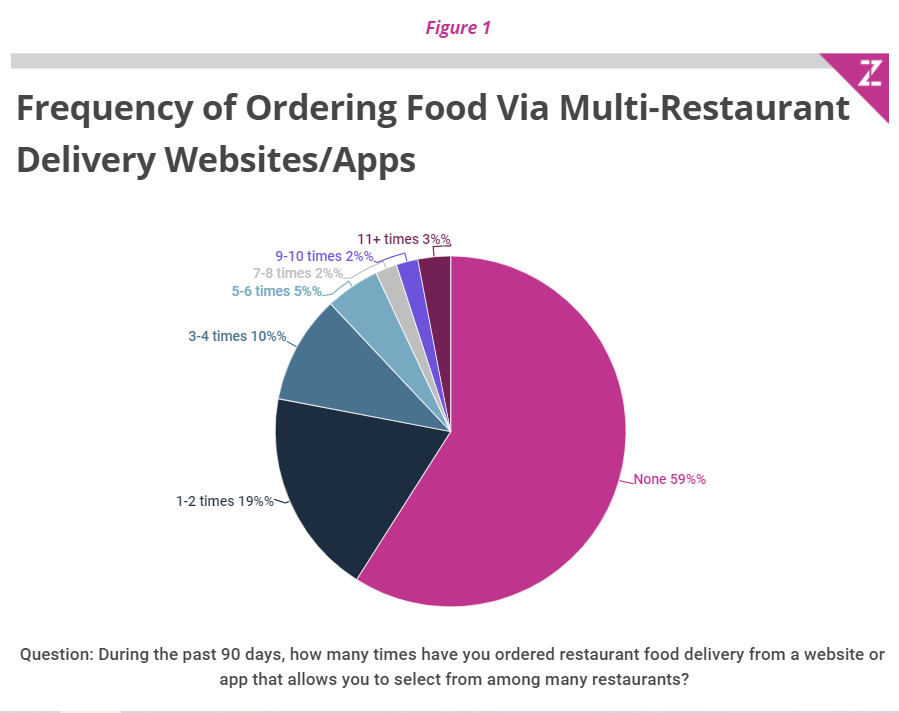 Figure 1
Z
Frequency of Ordering Food Via Multi-Restaurant
Delivery Websites/Apps
11+ times 3%%
9-10 times 2%%
7-8 times 2%%
5-6 times 5%%
3-4 times 10%%
None 59%%
1-2 times 19%%
Question: During the past 90 days, how many times have you ordered restaurant food delivery from a website or
app that allows you to select from among many restaurants?